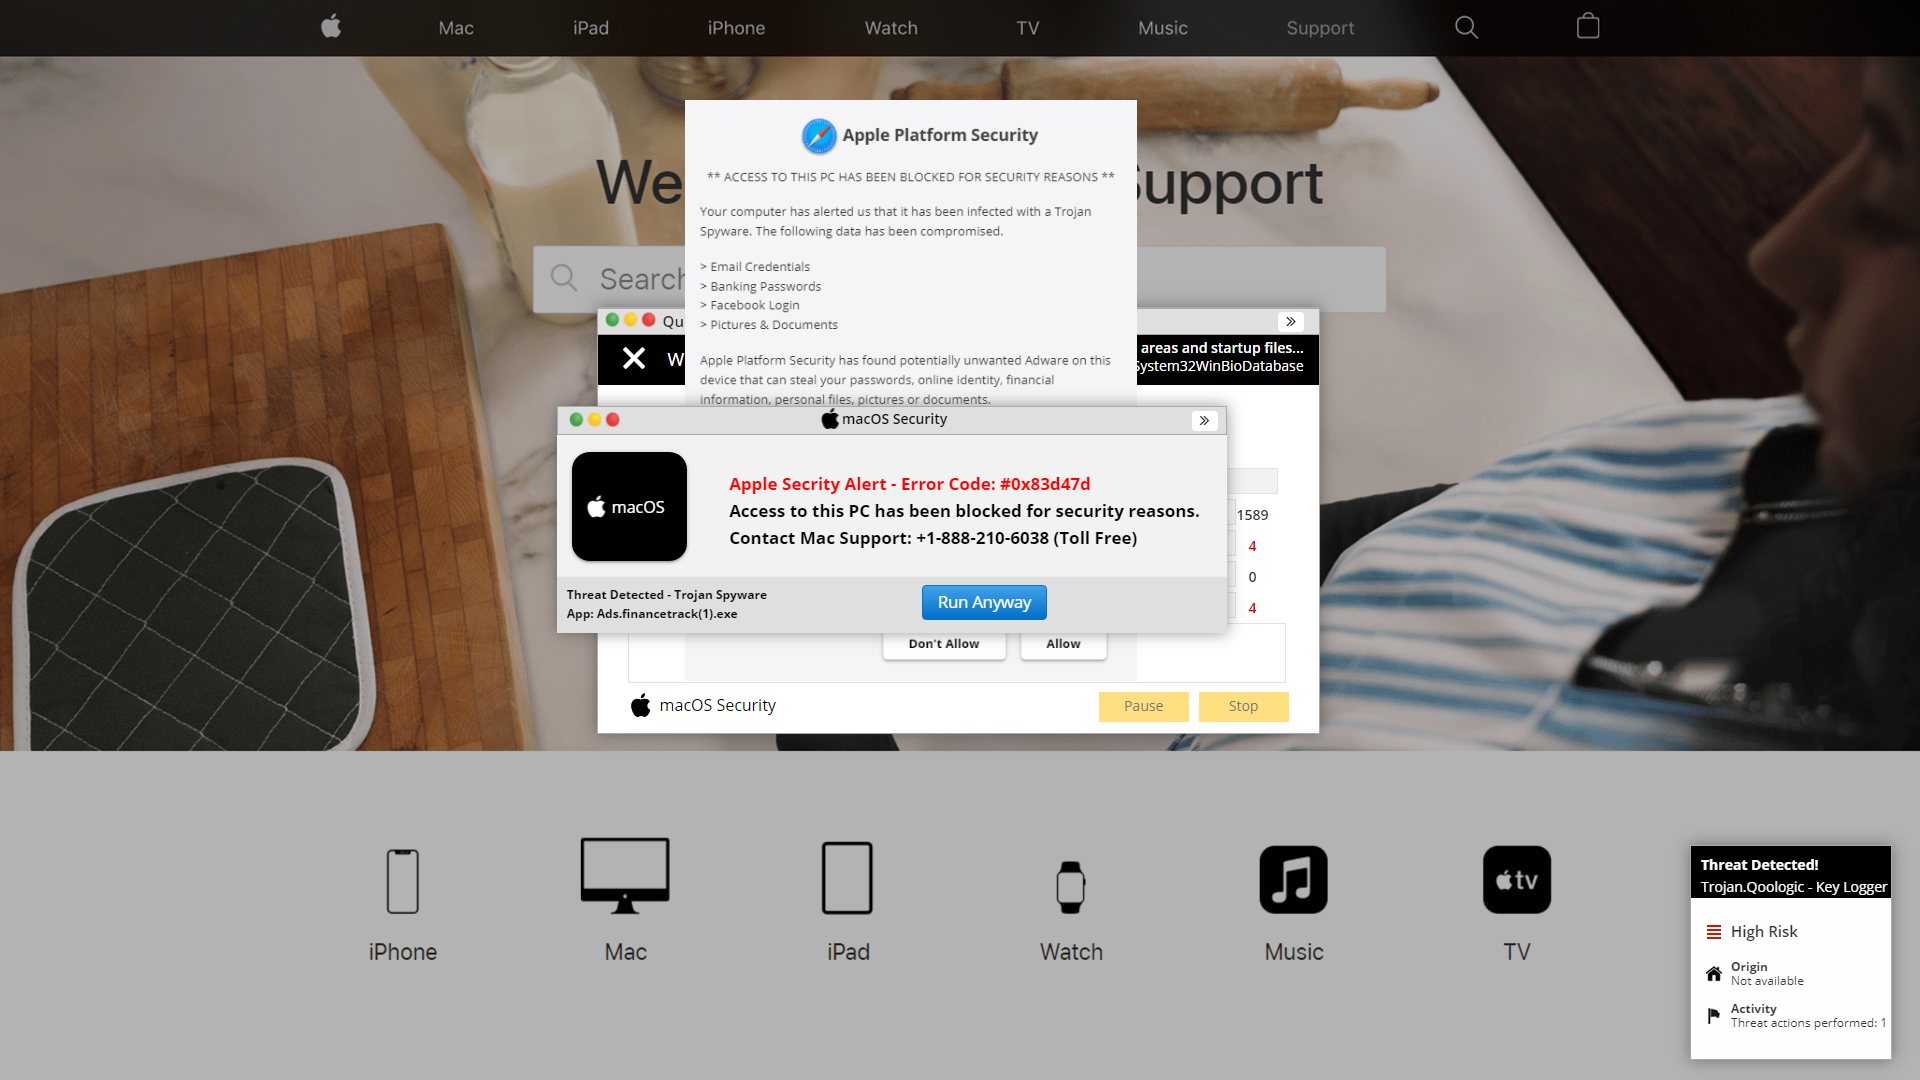 Mac
iPad
iPhone
Watch
TV
Music
Support
Apple Platform Security
** ACCESS TO THIS PC HAS BEEN BLOCKED FOR SECURITY REASONS **
We
Support
Your computer has alerted us that it has been infected with a Trojan
Spyware. The following data has been compromised.
> Email Credentials
> Banking Passwords
> Facebook Login
> Pictures & Documents
Search
Apple Platform Security has found potentially unwanted Adware on this
device that can steal your passwords, online identity, financial
information, personal files, pictures or documents.
Qu
W
areas and startup files...
System32WinBioDatabase
macOS Security
macOS
Apple Secrity Alert - Error Code: #0x83d47d
Access to this PC has been blocked for security reasons.
Contact Mac Support: +1-888-210-6038 (Toll Free)
Threat Detected - Trojan Spyware
App: Ads.financetrack(1).exe
Run Anyway
1589
4
0
4
Don't Allow
Allow
macOS Security
Pause
Stop
iPhone
Mac
iPad
Watch
Music
tv
TV
Threat Detected!
Trojan.Qoologic - Key Logger
High Risk
Origin
Not available
Activity
Threat actions performed: 1